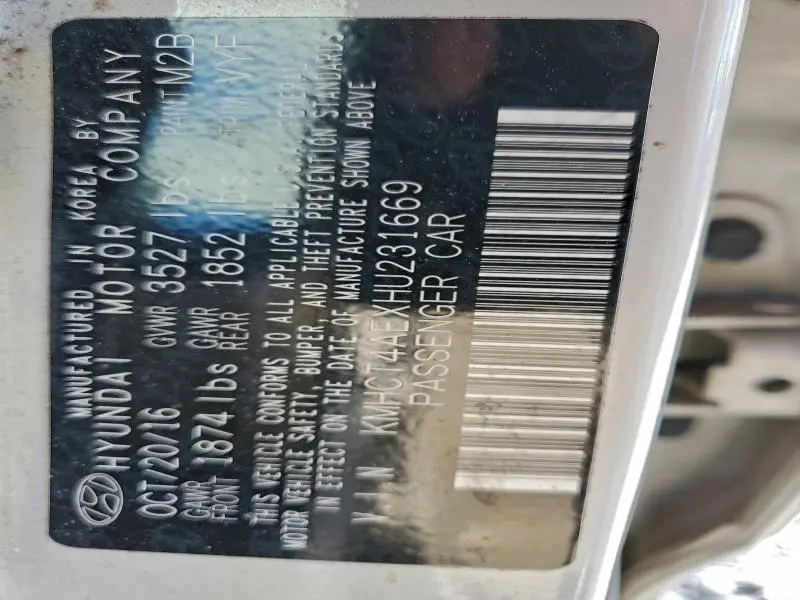 MANUFACTURED IN KOREA BY
HYUNDAI MOTOR COMPANY
OCT/20/16 GVWR 3527 lbs PAINT M2B
GAWR FRONT 1874 lbs GAWR REAR 1852 lbs TRIM VYF
THIS VEHICLE CONFORMS TO ALL APPLICABLE
MOTOR VEHICLE SAFETY, BUMPER, AND THEFT PREVENTION STANDARDS
IN EFFECT ON THE DATE OF MANUFACTURE SHOWN ABOVE
V I N KMHCT4AEXHU231669
PASSENGER CAR